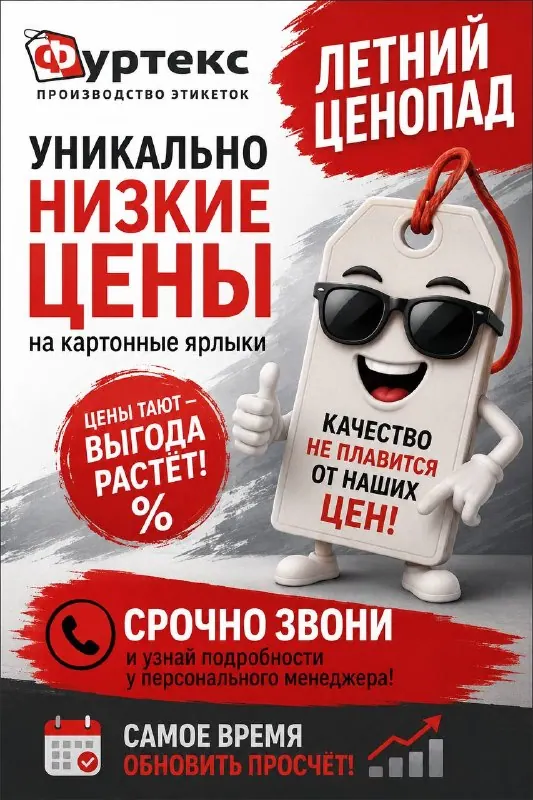 Фуртекс
ПРОИЗВОДСТВО ЭТИКЕТОК
ЛЕТНИЙ
ЦЕНОПАД
УНИКАЛЬНО
НИЗКИЕ
ЦЕНЫ
на картонные ярлыки
ЦЕНЫ ТАЮТ –
ВЫГОДА
РАСТЁТ!
%
КАЧЕСТВО
НЕ ПЛАВИТСЯ
ОТ НАШИХ
ЦЕН!
СРОЧНО ЗВОНИ
и узнай подробности
у персонального менеджера!
САМОЕ ВРЕМЯ
ОБНОВИТЬ ПРОСЧЁТ!